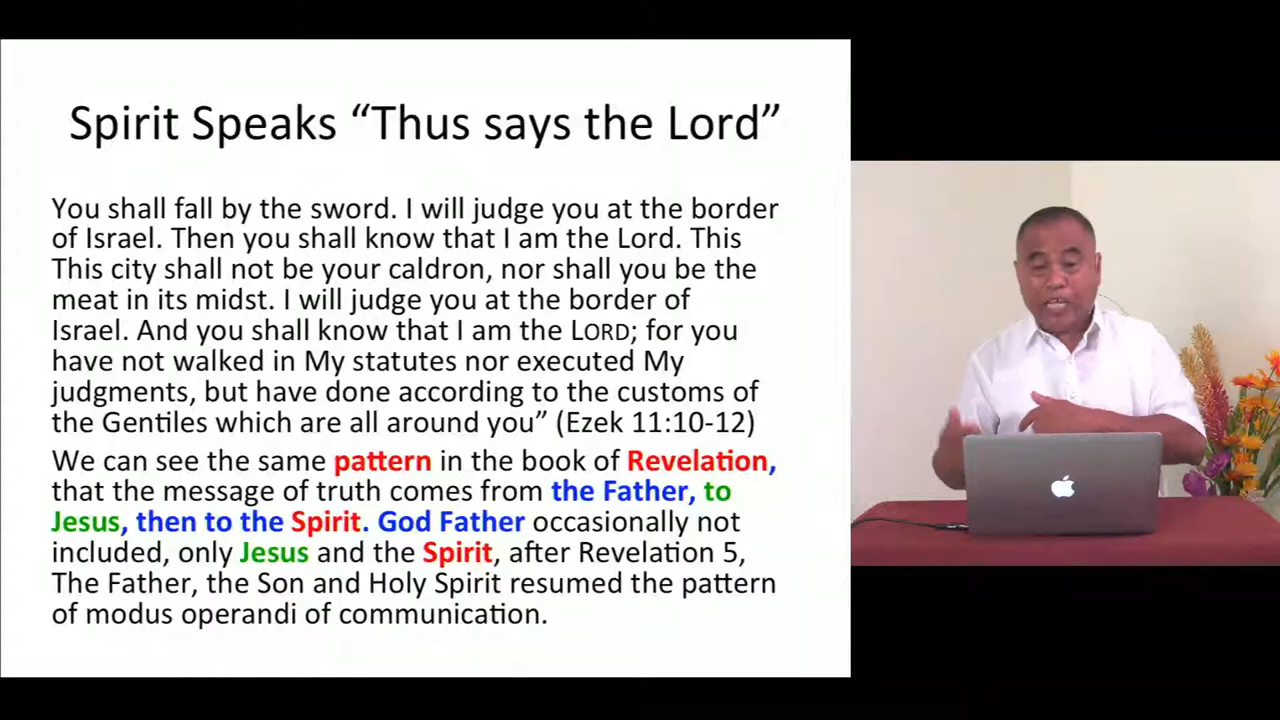 Spirit Speaks “Thus says the Lord”
You shall fall by the sword. I will judge you at the border
of Israel. Then you shall know that I am the Lord. This
This city shall not be your caldron, nor shall you be the
meat in its midst. I will judge you at the border of
Israel. And you shall know that I am the LORD; for you
have not walked in My statutes nor executed My
judgments, but have done according to the customs of
the Gentiles which are all around you” (Ezek 11:10-12)
We can see the same pattern in the book of Revelation,
that the message of truth comes from the Father, to
Jesus, then to the Spirit. God Father occasionally not
included, only Jesus and the Spirit, after Revelation 5,
The Father, the Son and Holy Spirit resumed the pattern
of modus operandi of communication.